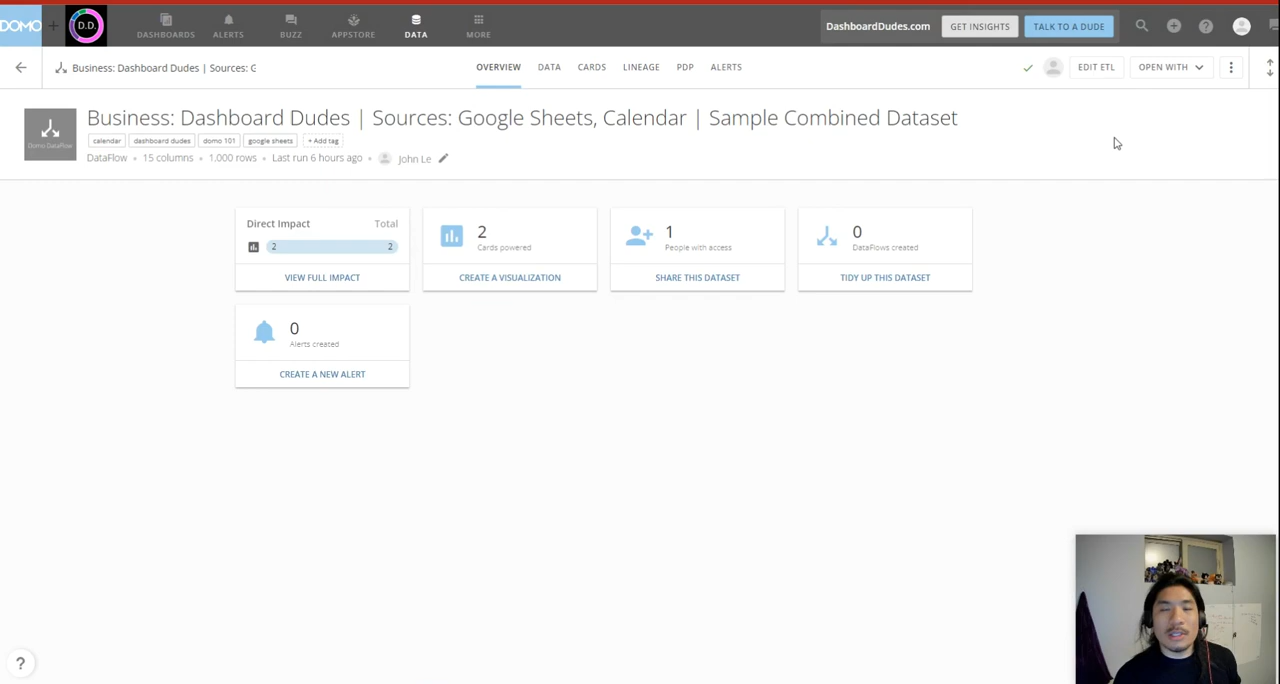 DOMO
D.D.
DASHBOARDS
ALERTS
BUZZ
APPSTORE
DATA
MORE
DashboardDudes.com
GET INSIGHTS
TALK TO A DUDE
Business: Dashboard Dudes | Sources: G
OVERVIEW
DATA
CARDS
LINEAGE
PDP
ALERTS
EDIT ETL
OPEN WITH
Domo DataFlow
Business: Dashboard Dudes | Sources: Google Sheets, Calendar | Sample Combined Dataset
calendar
dashboard dudes
domo 101
google sheets
+ Add tag
DataFlow • 15 columns • 1,000 rows • Last run 6 hours ago • John Le
Direct Impact Total
2 2
VIEW FULL IMPACT
2
Cards powered
CREATE A VISUALIZATION
1
People with access
SHARE THIS DATASET
0
DataFlows created
TIDY UP THIS DATASET
0
Alerts created
CREATE A NEW ALERT
?